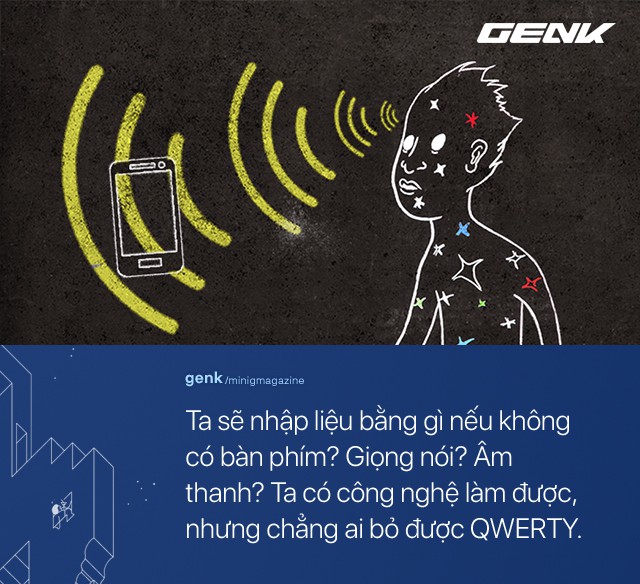 GENK
genk /minigmagazine
Ta sẽ nhập liệu bằng gì nếu không
có bàn phím? Giọng nói? Âm
thanh? Ta có công nghệ làm được,
nhưng chẳng ai bỏ được QWERTY.